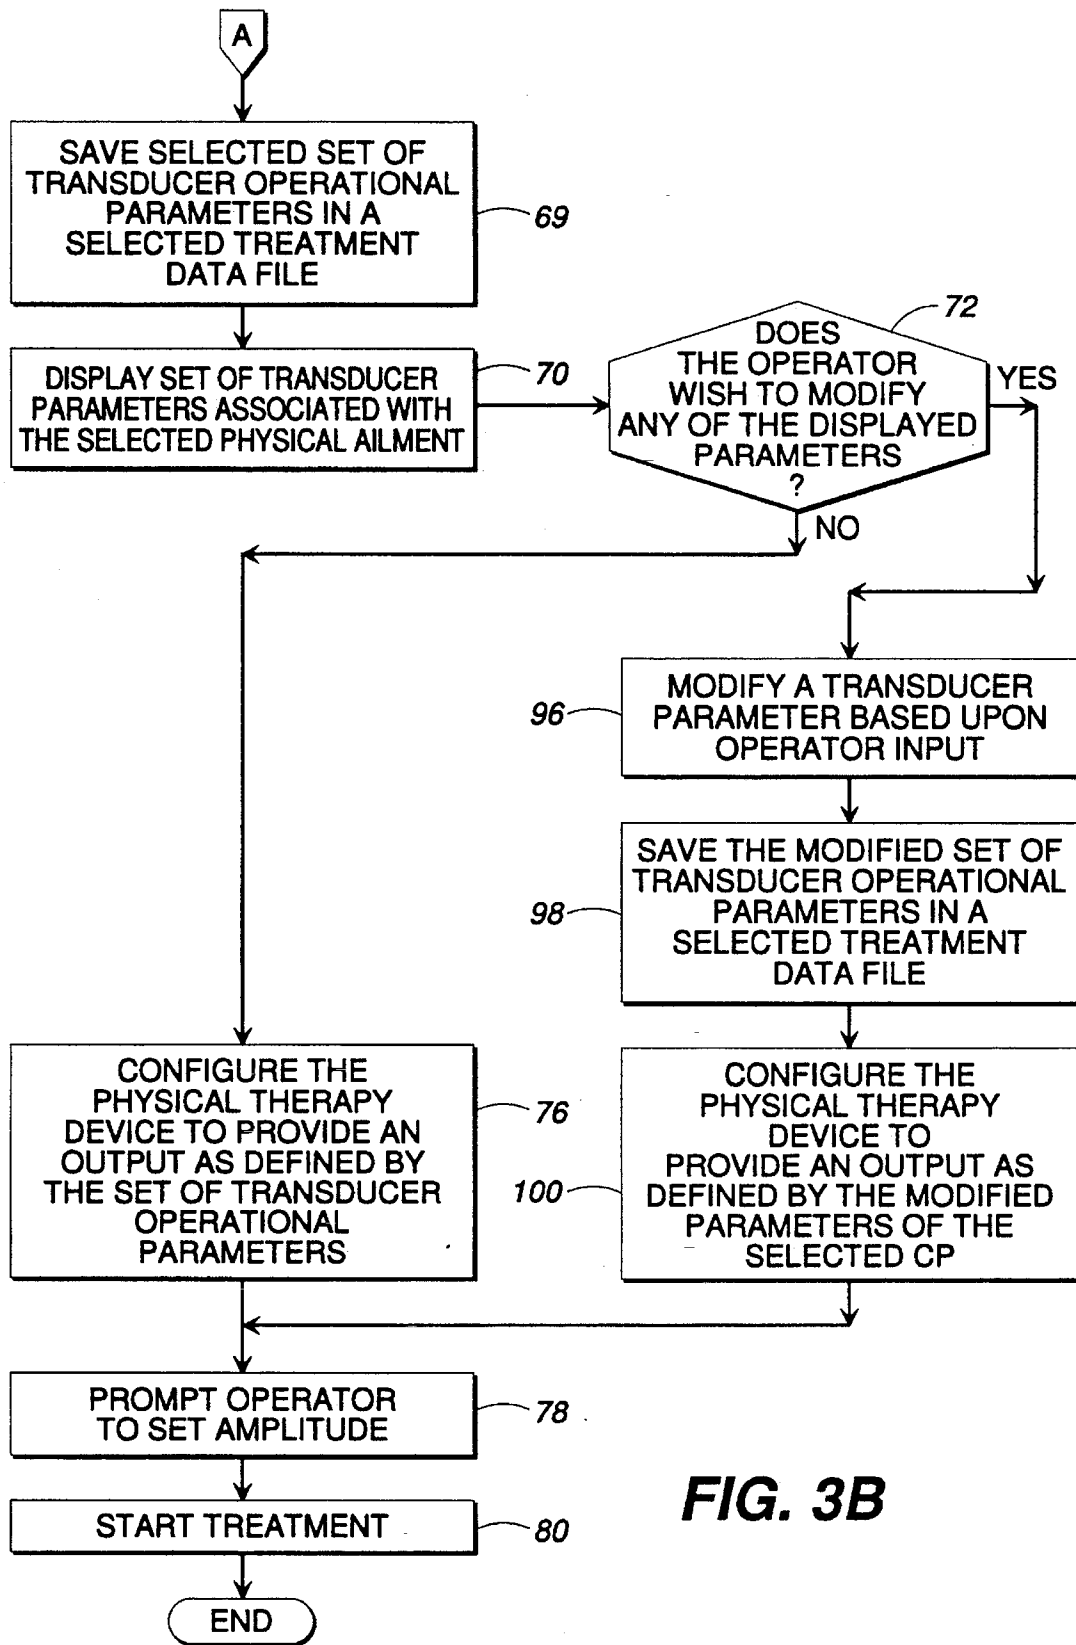 A
SAVE SELECTED SET OF
TRANSDUCER OPERATIONAL
PARAMETERS IN A
SELECTED TREATMENT
DATA FILE
69
DISPLAY SET OF TRANSDUCER
PARAMETERS ASSOCIATED WITH
THE SELECTED PHYSICAL AILMENT
70
DOES
THE OPERATOR
WISH TO MODIFY
ANY OF THE DISPLAYED
PARAMETERS
?
72
YES
NO
MODIFY A TRANSDUCER
PARAMETER BASED UPON
OPERATOR INPUT
96
SAVE THE MODIFIED SET OF
TRANSDUCER OPERATIONAL
PARAMETERS IN A
SELECTED TREATMENT
DATA FILE
98
CONFIGURE THE
PHYSICAL THERAPY
DEVICE TO PROVIDE AN
OUTPUT AS DEFINED BY
THE SET OF TRANSDUCER
OPERATIONAL
PARAMETERS
76
CONFIGURE THE
PHYSICAL THERAPY
DEVICE TO
PROVIDE AN OUTPUT AS
DEFINED BY THE MODIFIED
PARAMETERS OF THE
SELECTED CP
100
PROMPT OPERATOR
TO SET AMPLITUDE
78
START TREATMENT
80
END
FIG. 3B